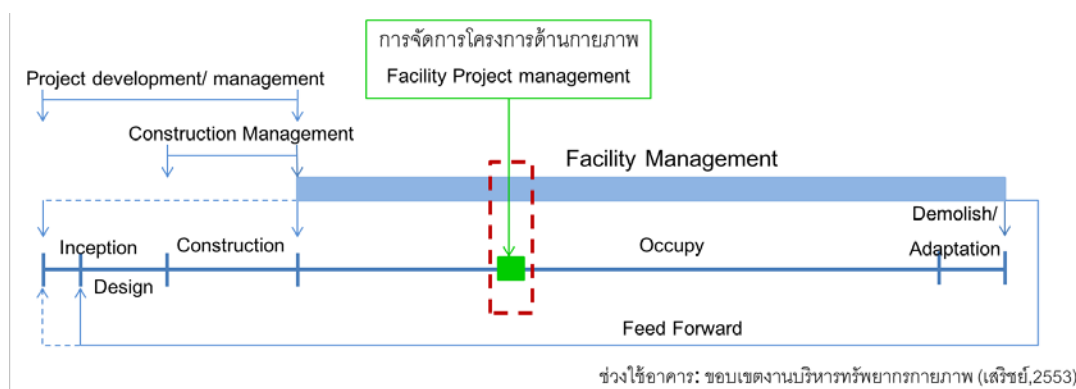 การจัดการโครงการด้านกายภาพ
Facility Project management
Project development/ management
Construction Management
Facility Management
Demolish/
Inception
Construction
Occupy
Adaptation
Design
Feed Forward
ช่วงใช้อาคาร: ขอบเขตงานบริหารทรัพยากรกายภาพ (เสริชย์,2553)